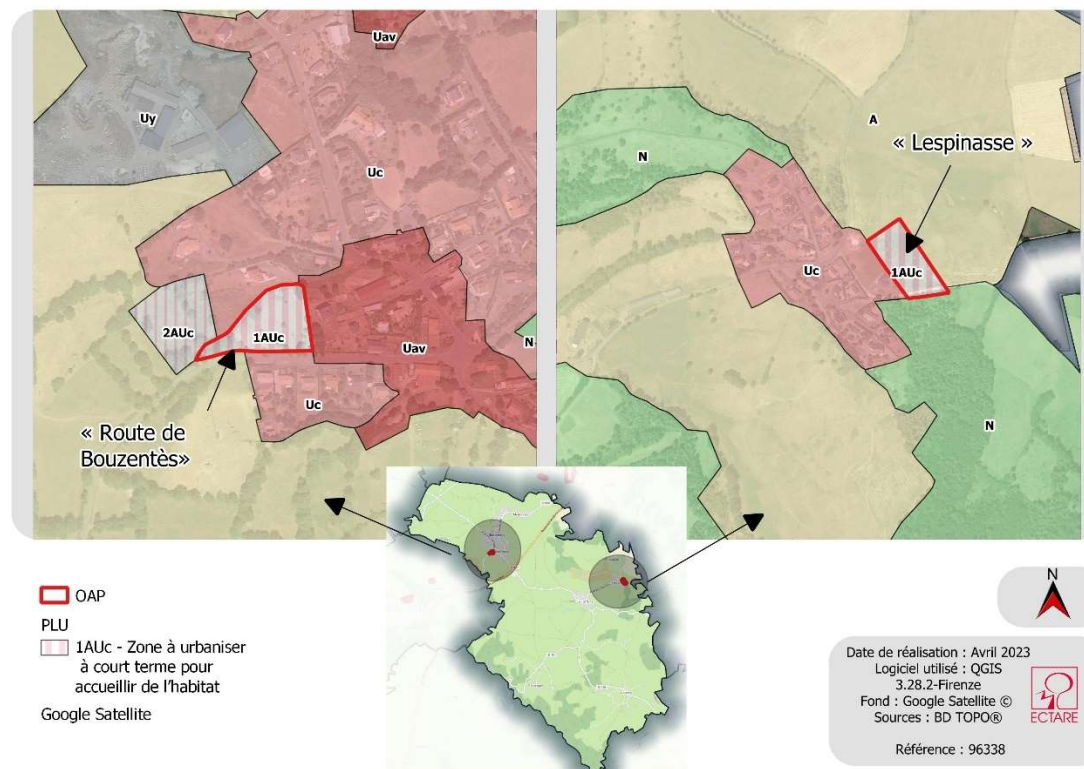 Uav
Uy
Uc
2AUc
1AUc
Uav
N
Uc
« Route de
Bouzentès»
A
« Lespinasse »
N
Uc
1AUc
N
OAP
PLU
1AUc - Zone à urbaniser
à court terme pour
accueillir de l'habitat
Google Satellite
N
Date de réalisation : Avril 2023
Logiciel utilisé : QGIS
3.28.2-Firenze
Fond : Google Satellite ©
Sources : BD TOPO®
ECTARE
Référence : 96338